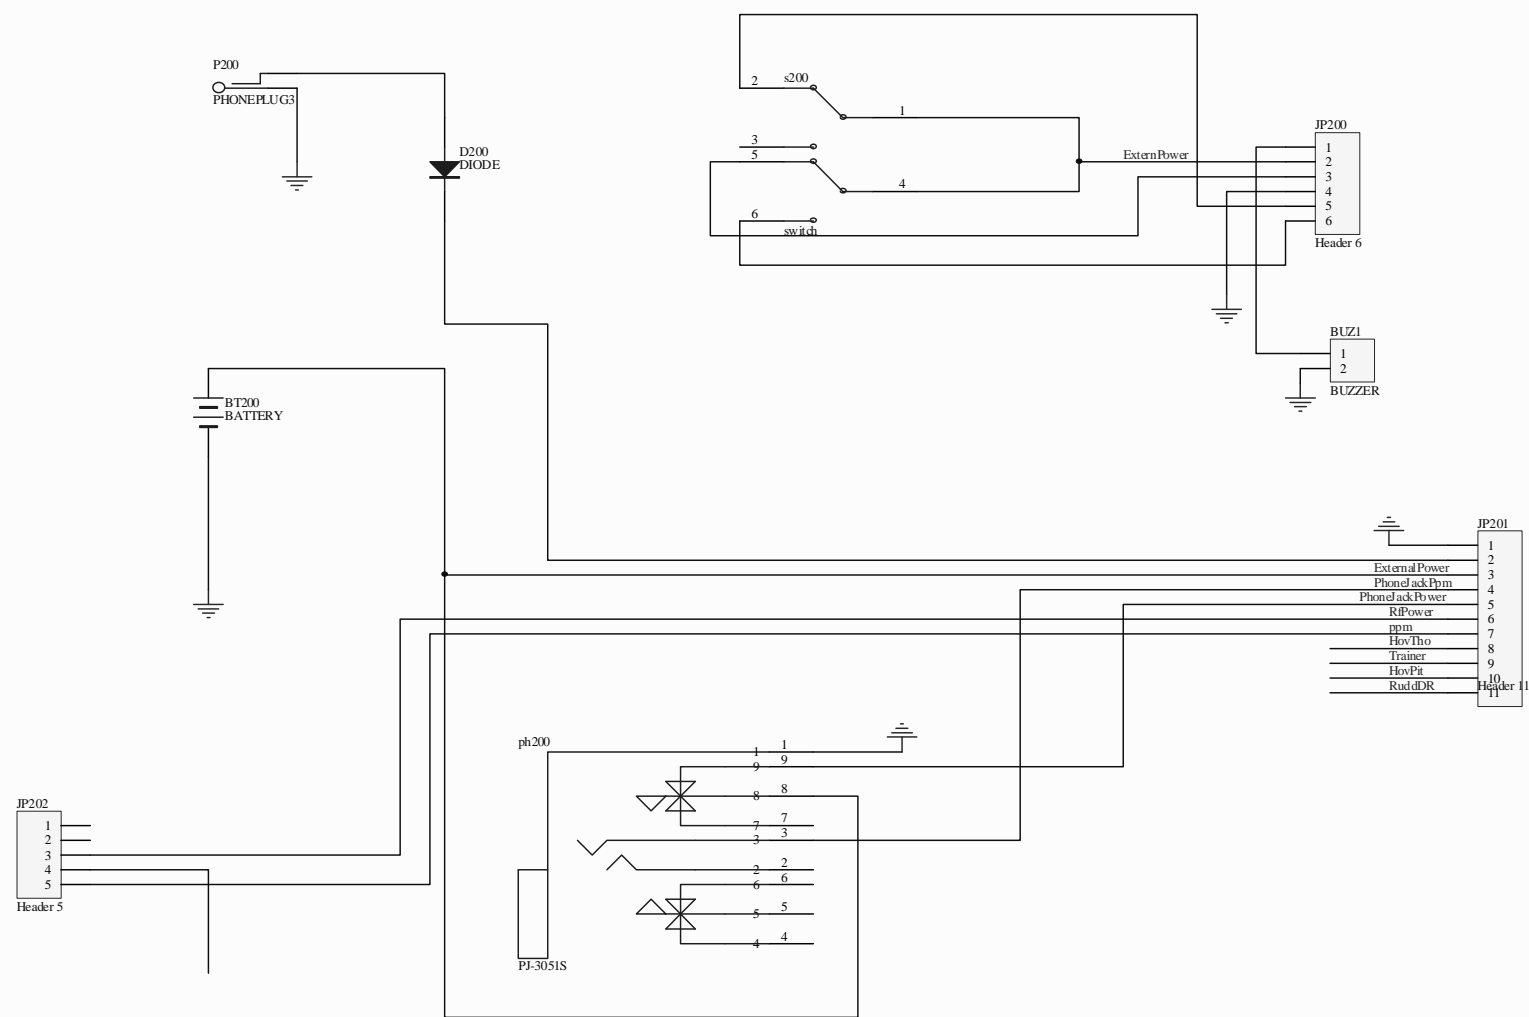 P200
PHONEPLUG3
D200
DIODE
2
s200
1
3
5
4
6
switch
ExternPower
JP200
1
2
3
4
5
6
Header 6
BUZ1
1
2
BUZZER
BT200
BATTERY
JP201
1
2
ExternalPower 3
PhoneJackPpm 4
PhoneJackPower 5
RfPower 6
ppm 7
HovTho 8
Trainer 9
HovPit 10
Header 11
RuddDR 11
ph200
1 1
9 9
8 8
7 7
3 3
2 2
6 6
5 5
4 4
PJ-3051S
JP202
1
2
3
4
5
Header 5